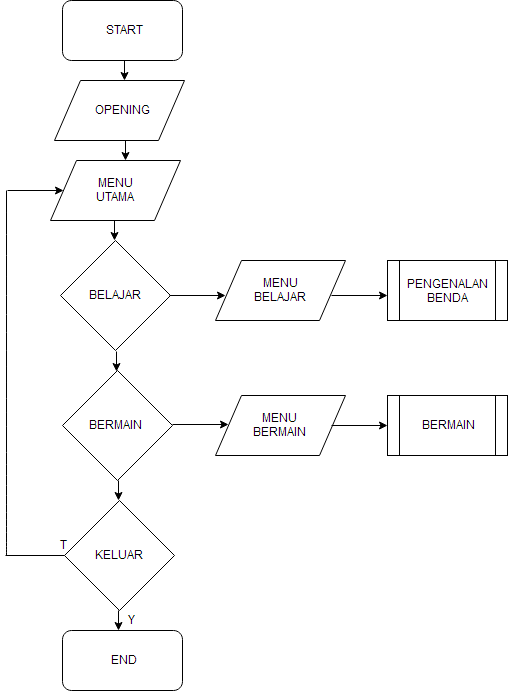 START
OPENING
MENU
UTAMA
BELAJAR
MENU
BELAJAR
PENGENALAN
BENDA
BERMAIN
MENU
BERMAIN
BERMAIN
T
KELUAR
Y
END